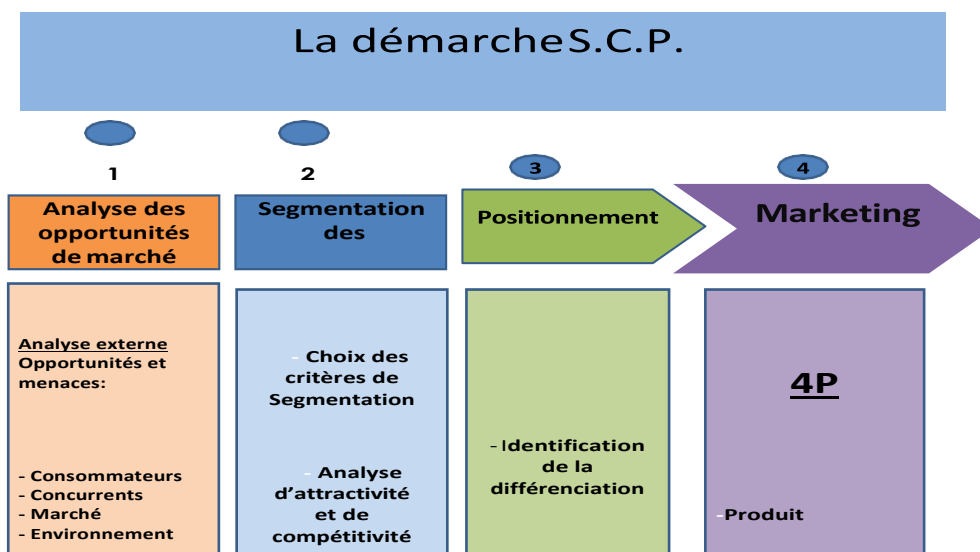 La démarche S.C.P.
1
Analyse des
opportunités
de marché
Analyse externe
Opportunités et
menaces:
- Consommateurs
- Concurrents
- Marché
- Environnement
2
Segmentation
des
- Choix des
critères de
Segmentation
- Analyse
d’attractivité
et de
compétitivité
3
Positionnement
- Identification
de la
différenciation
4
Marketing
4P
-Produit